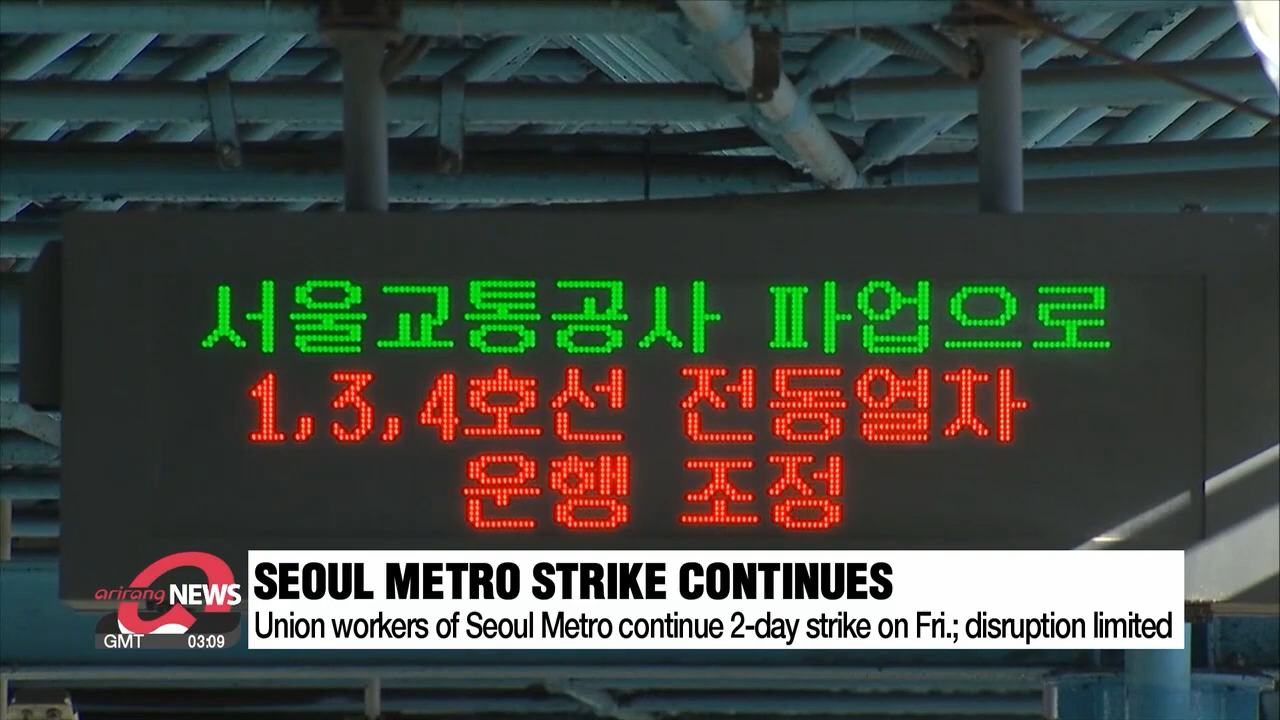 서울교통공사 파업으로
1,3,4호선 전동열차
운행 조정
arirang NEWS
SEOUL METRO STRIKE CONTINUES
Union workers of Seoul Metro continue 2-day strike on Fri.; disruption limited
GMT 03:09